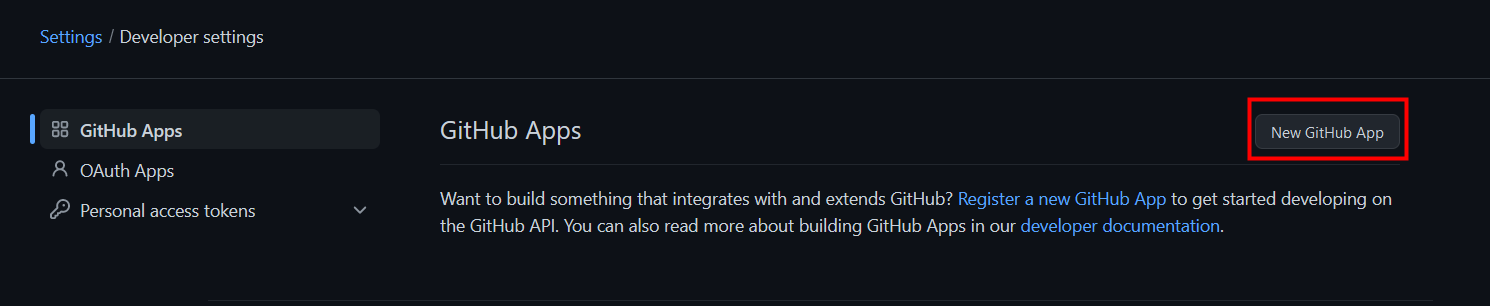 Settings / Developer settings
GitHub Apps
OAuth Apps
Personal access tokens
GitHub Apps
New GitHub App
Want to build something that integrates with and extends GitHub? Register a new GitHub App to get started developing on
the GitHub API. You can also read more about building GitHub Apps in our developer documentation.